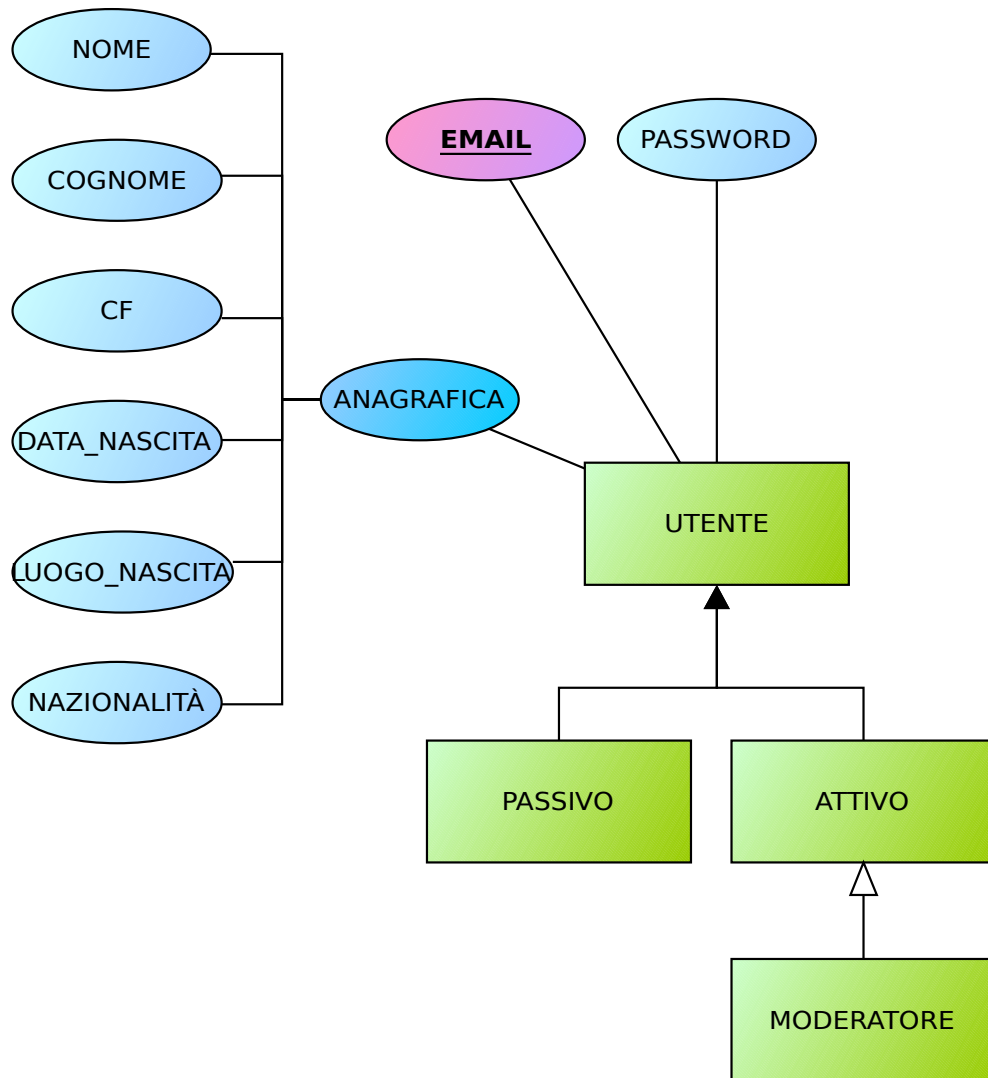 NOME
EMAIL
PASSWORD
COGNOME
CF
ANAGRAFICA
DATA_NASCITA
UTENTE
LUOGO_NASCITA
NAZIONALITÀ
PASSIVO
ATTIVO
MODERATORE